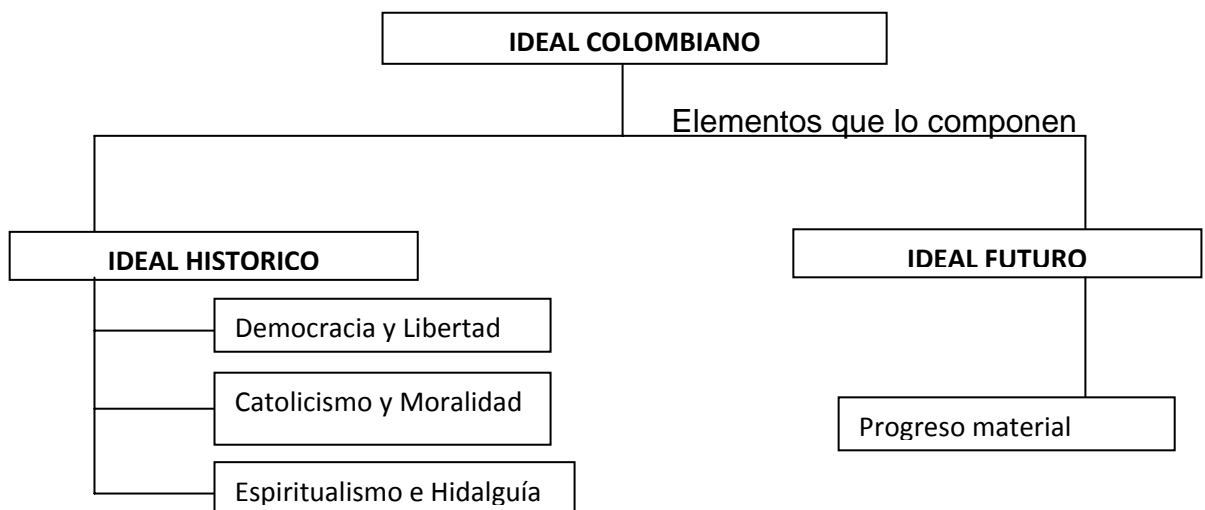 IDEAL COLOMBIANO
Elementos que lo componen
IDEAL HISTORICO
Democracia y Libertad
Catolicismo y Moralidad
Espiritualismo e Hidalguía
IDEAL FUTURO
Progreso material